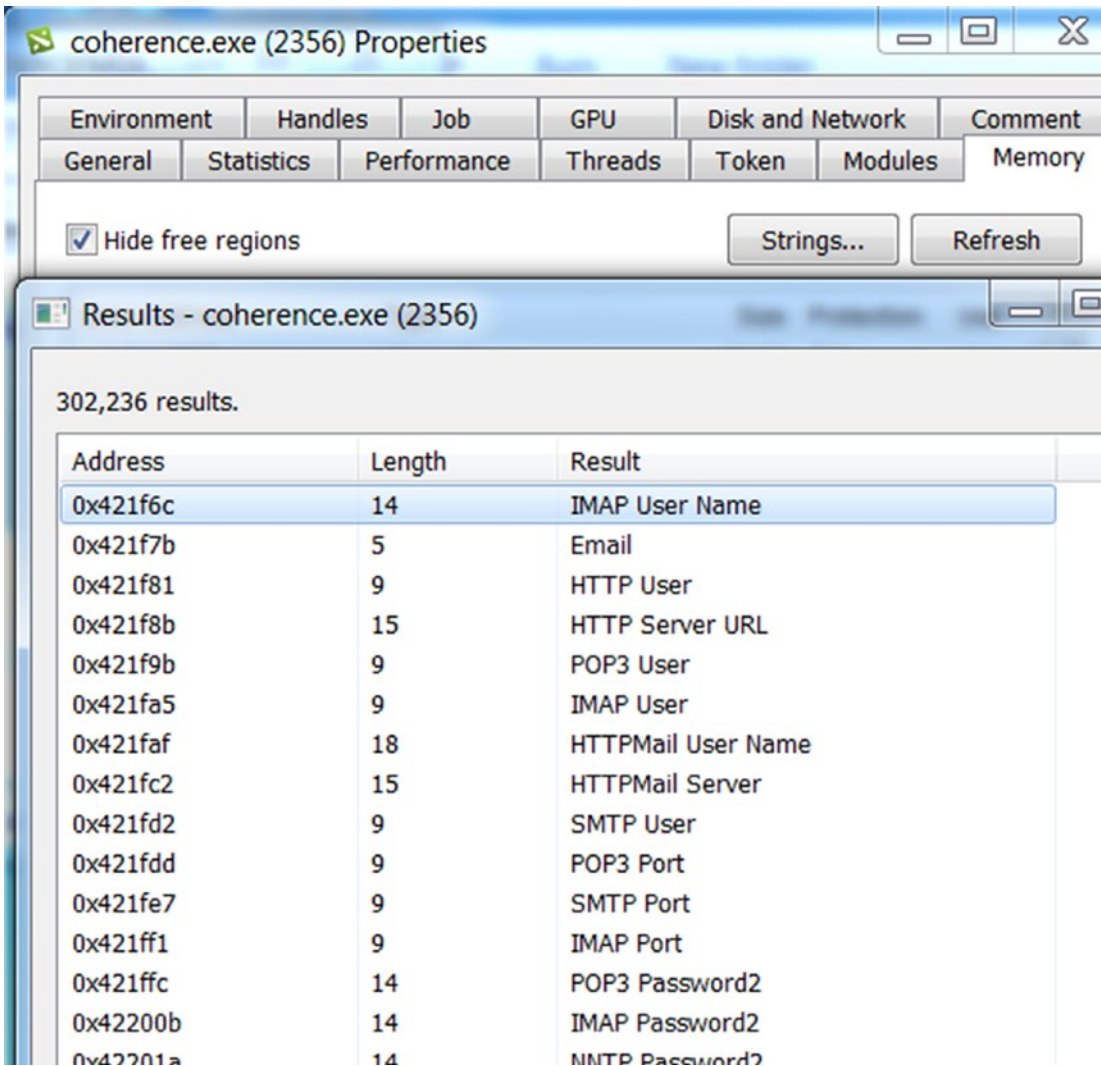 coherence.exe (2356) Properties
Environment Handles Job GPU Disk and Network Comment
General Statistics Performance Threads Token Modules Memory
Hide free regions Strings... Refresh
Results - coherence.exe (2356)
302,236 results.
Address Length Result
0x421f6c 14 IMAP User Name
0x421f7b 5 Email
0x421f81 9 HTTP User
0x421f8b 15 HTTP Server URL
0x421f9b 9 POP3 User
0x421fa5 9 IMAP User
0x421faf 18 HTTPMail User Name
0x421fc2 15 HTTPMail Server
0x421fd2 9 SMTP User
0x421fdd 9 POP3 Port
0x421fe7 9 SMTP Port
0x421ff1 9 IMAP Port
0x421ffc 14 POP3 Password2
0x42200b 14 IMAP Password2
0x42201a 14 NNTP Password2